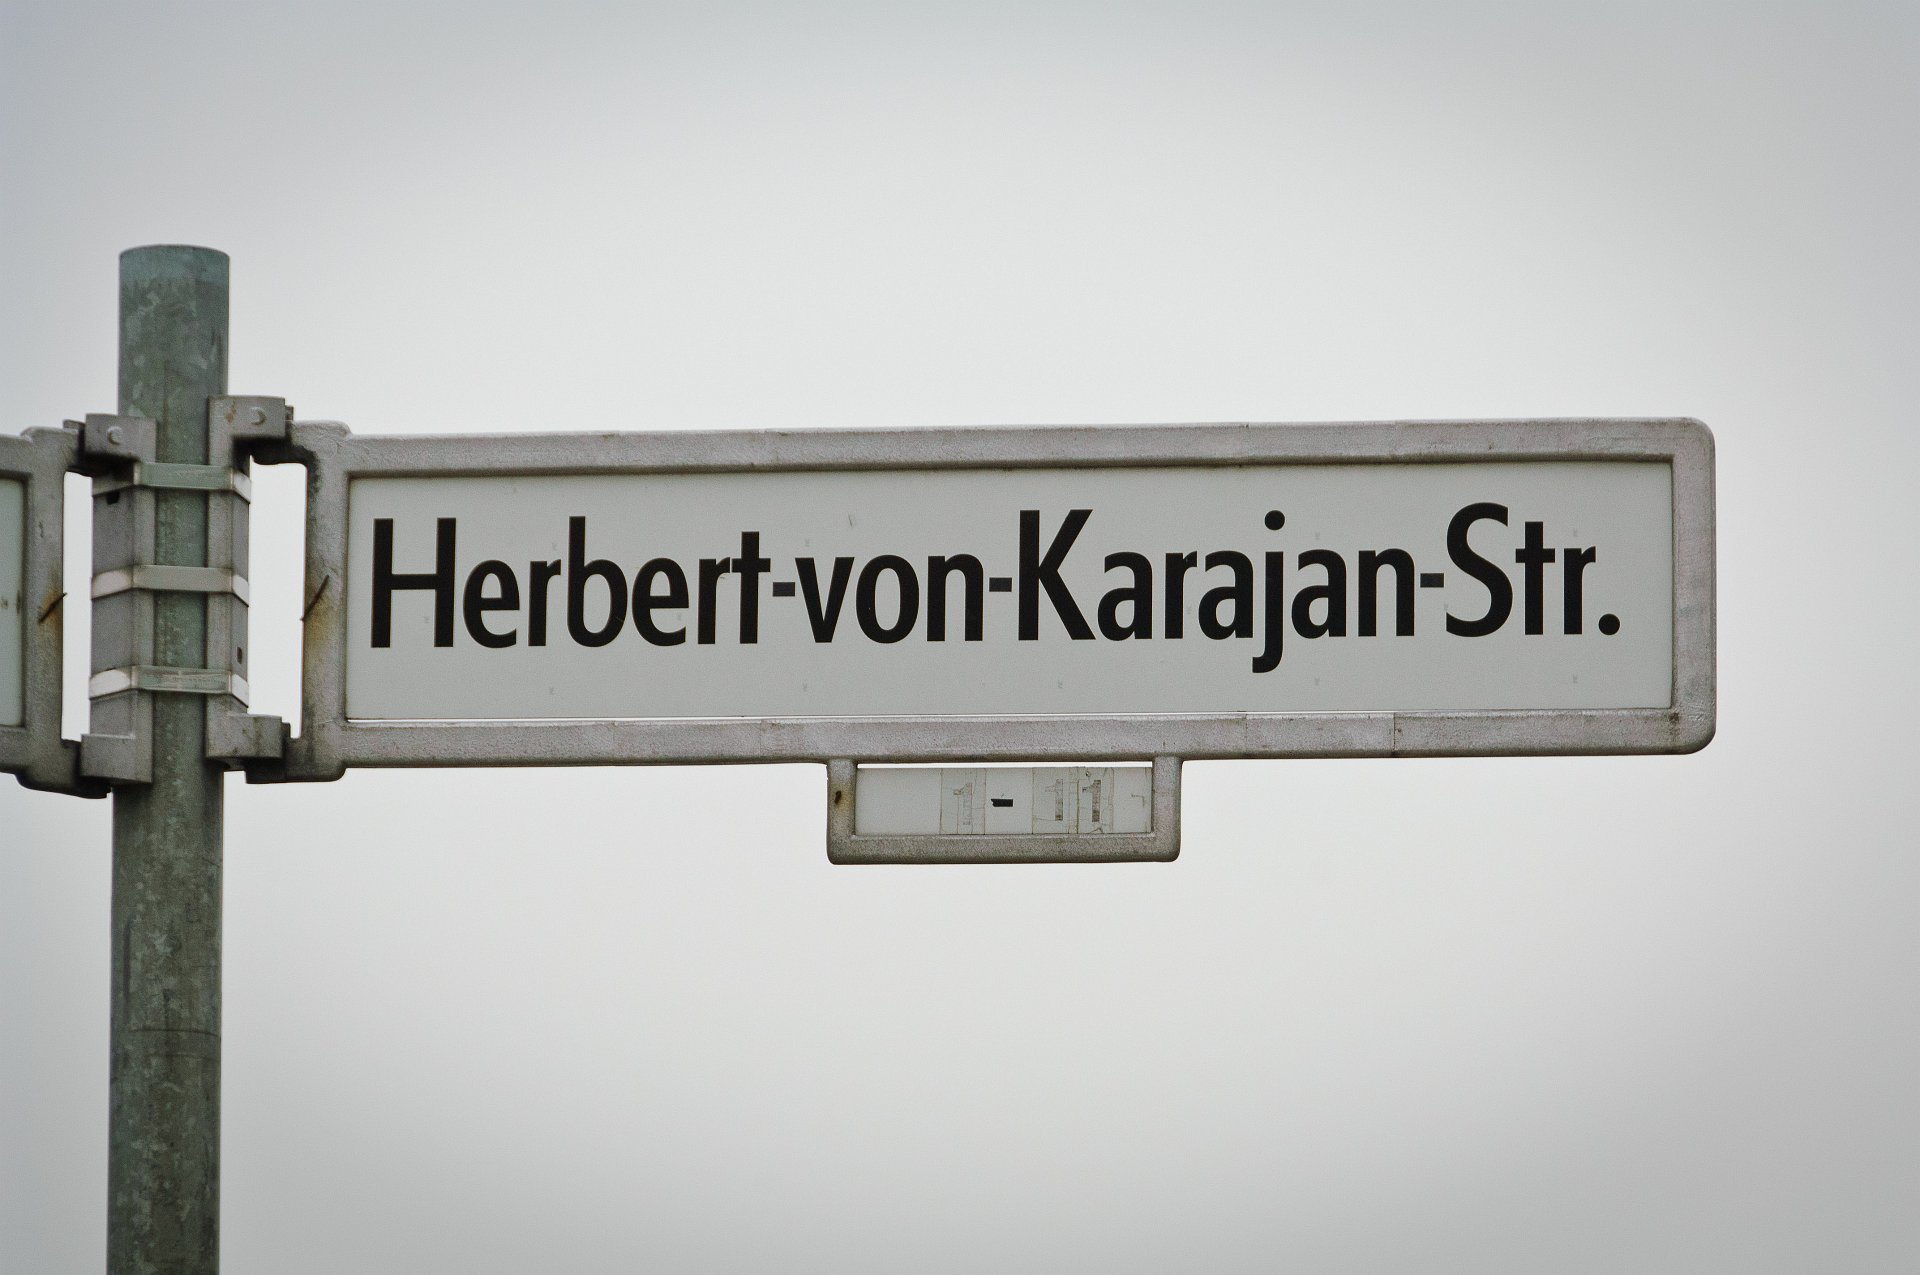 Herbert-von-Karajan-Str.
1 - 11